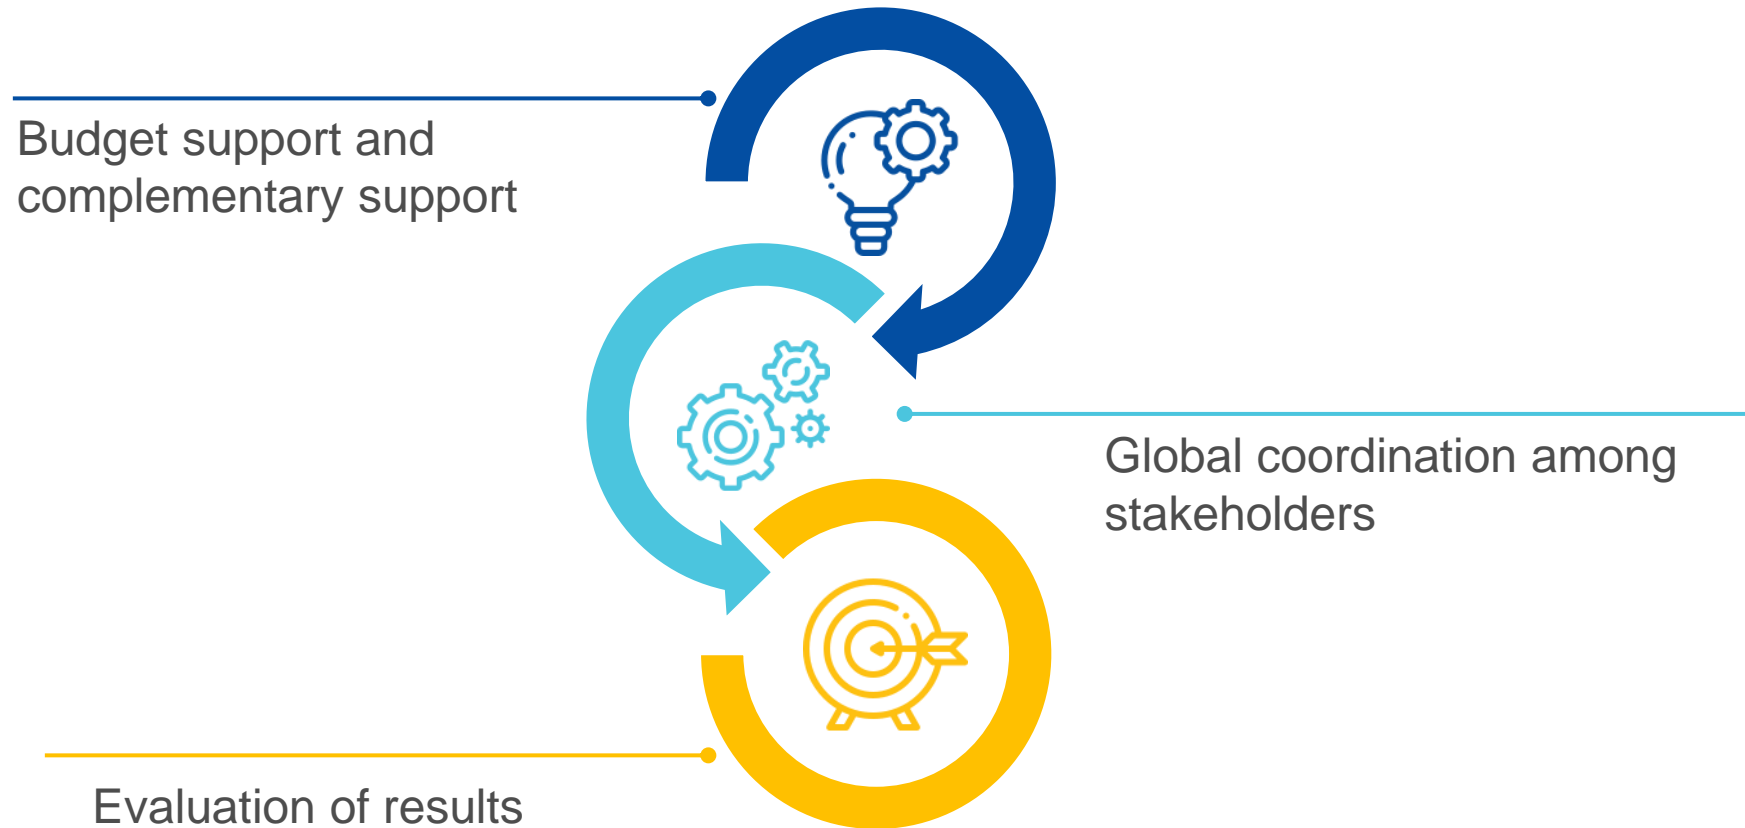 Budget support and
complementary support
Global coordination among
stakeholders
Evaluation of results